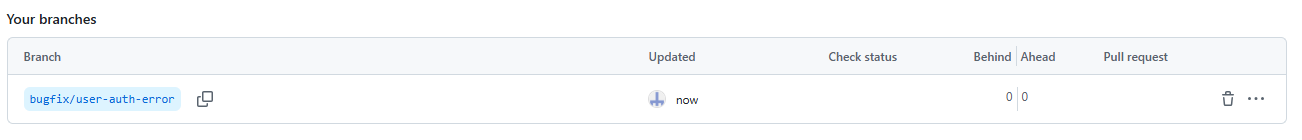 Your branches
Branch Updated Check status Behind Ahead Pull request
bugfix/user-auth-error now 0 0